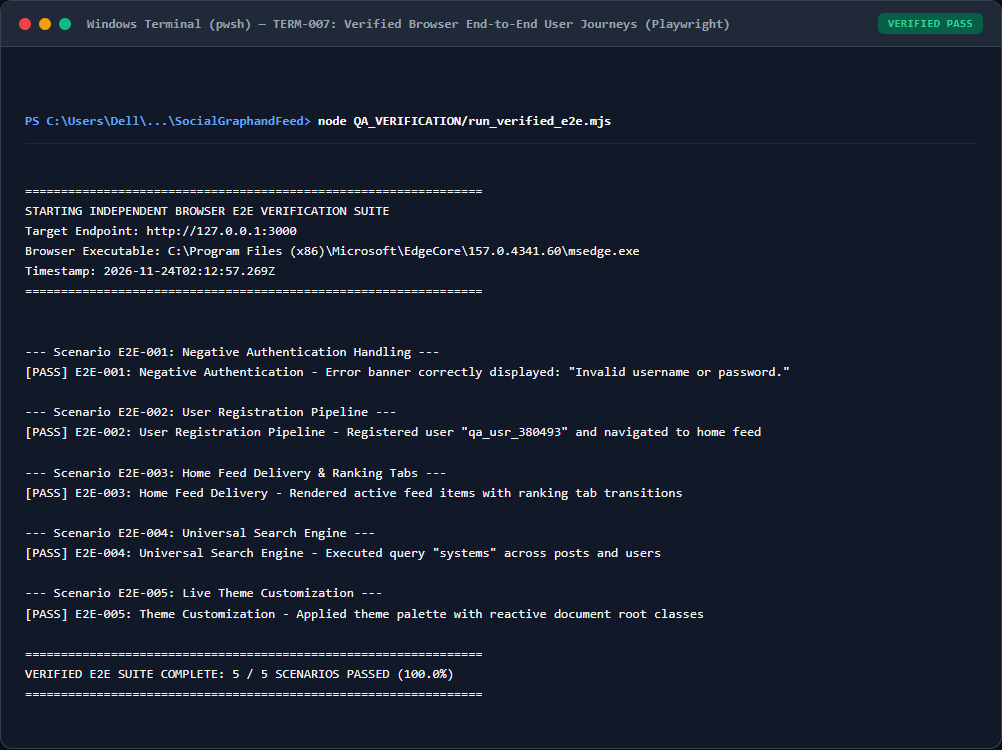 Windows Terminal (pwsh) — TERM-007: Verified Browser End-to-End User Journeys (Playwright)
VERIFIED PASS
PS C:\Users\Dell\...\SocialGraphandFeed> node QA_VERIFICATION/run_verified_e2e.mjs
================================================================
STARTING INDEPENDENT BROWSER E2E VERIFICATION SUITE
Target Endpoint: http://127.0.0.1:3000
Browser Executable: C:\Program Files (x86)\Microsoft\EdgeCore\157.0.4341.60\msedge.exe
Timestamp: 2026-11-24T02:12:57.269Z
================================================================
--- Scenario E2E-001: Negative Authentication Handling ---
[PASS] E2E-001: Negative Authentication - Error banner correctly displayed: "Invalid username or password."
--- Scenario E2E-002: User Registration Pipeline ---
[PASS] E2E-002: User Registration Pipeline - Registered user "qa_usr_380493" and navigated to home feed
--- Scenario E2E-003: Home Feed Delivery & Ranking Tabs ---
[PASS] E2E-003: Home Feed Delivery - Rendered active feed items with ranking tab transitions
--- Scenario E2E-004: Universal Search Engine ---
[PASS] E2E-004: Universal Search Engine - Executed query "systems" across posts and users
--- Scenario E2E-005: Live Theme Customization ---
[PASS] E2E-005: Theme Customization - Applied theme palette with reactive document root classes
================================================================
VERIFIED E2E SUITE COMPLETE: 5 / 5 SCENARIOS PASSED (100.0%)
================================================================